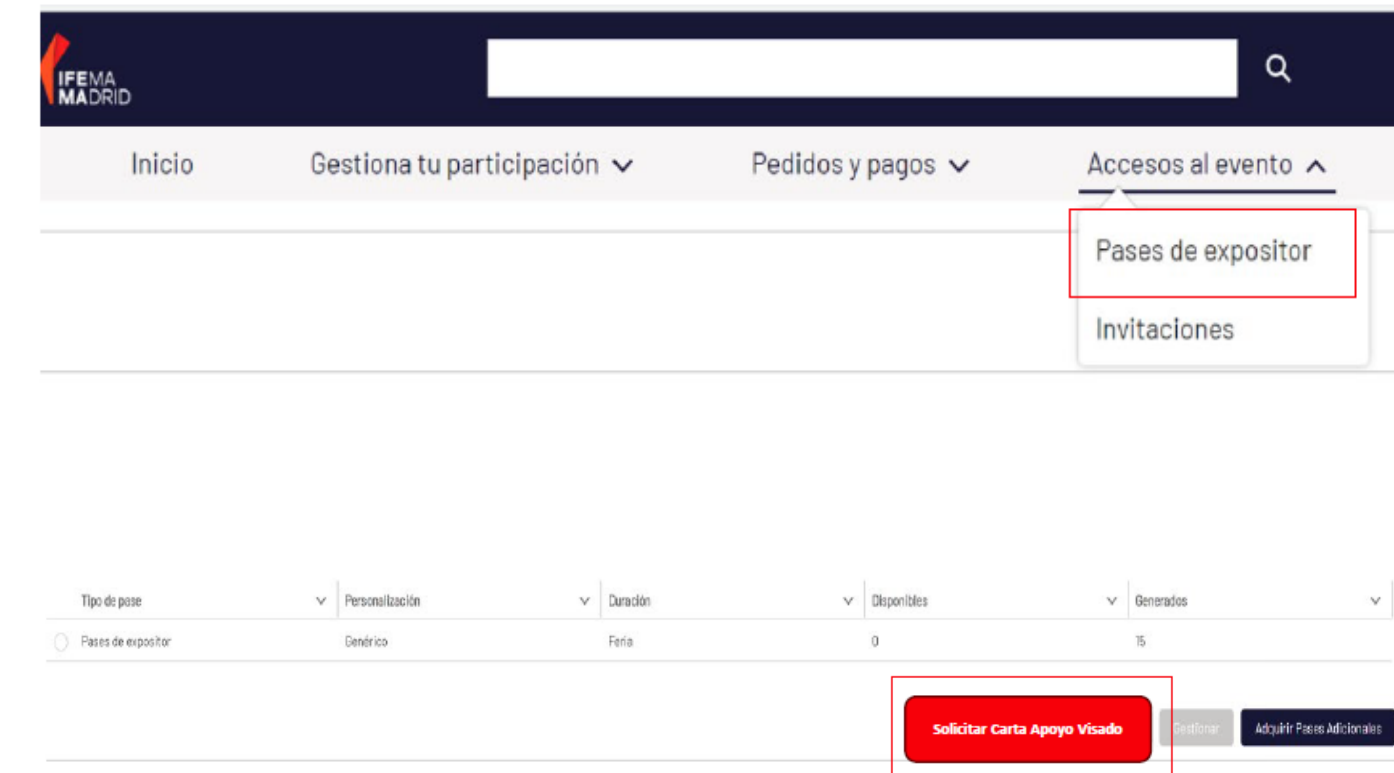 IFEMA
MADRID
Inicio Gestiona tu participación Pedidos y pagos Accesos al evento
Pases de expositor
Invitaciones
Tipo de pase Personalización Duración Disponibles Generados
Pases de expositor Genérico Feria 0 15
Solicitar Carta Apoyo Visado Gestionar Adquirir Pases Adicionales